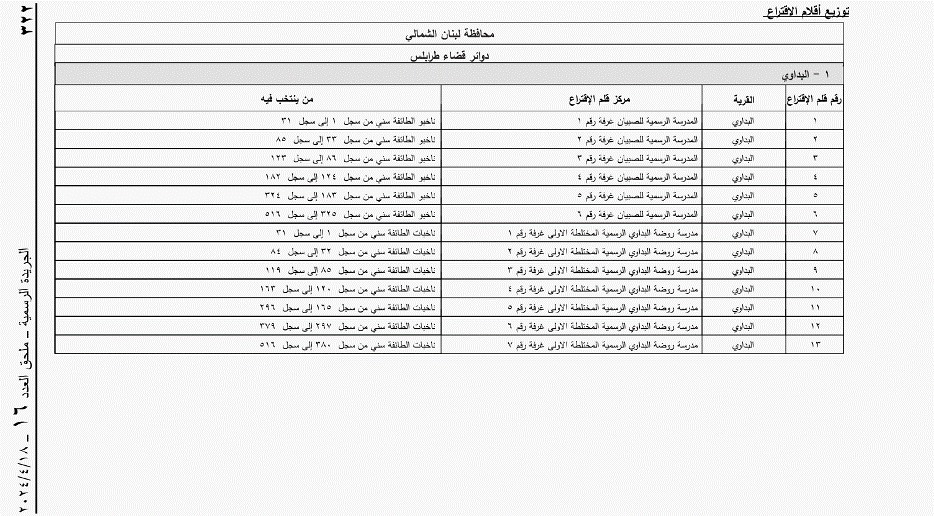 توزيع أقلام الإقتراع
محافظة لبنان الشمالي
دوائر قضاء طرابلس
١ - البداوي
رقم قلم الإقتراع القرية مركز قلم الإقتراع من ينتخب فيه
١ البداوي المدرسة الرسمية للصبيان غرفة رقم ١ ناخبو الطائفة سني من سجل ١ إلى سجل ٣١
٢ البداوي المدرسة الرسمية للصبيان غرفة رقم ٢ ناخبو الطائفة سني من سجل ٣٣ إلى سجل ٨٥
٣ البداوي المدرسة الرسمية للصبيان غرفة رقم ٣ ناخبو الطائفة سني من سجل ٨٦ إلى سجل ١٢٣
٤ البداوي المدرسة الرسمية للصبيان غرفة رقم ٤ ناخبو الطائفة سني من سجل ١٢٤ إلى سجل ١٨٢
٥ البداوي المدرسة الرسمية للصبيان غرفة رقم ٥ ناخبو الطائفة سني من سجل ١٨٣ إلى سجل ٣٢٤
٦ البداوي المدرسة الرسمية للصبيان غرفة رقم ٦ ناخبو الطائفة سني من سجل ٣٢٥ إلى سجل ٥١٦
٧ البداوي مدرسة روضة البداوي الرسمية المختلطة الاولى غرفة رقم ١ ناخبات الطائفة سني من سجل ١ إلى سجل ٣١
٨ البداوي مدرسة روضة البداوي الرسمية المختلطة الاولى غرفة رقم ٢ ناخبات الطائفة سني من سجل ٣٢ إلى سجل ٨٤
٩ البداوي مدرسة روضة البداوي الرسمية المختلطة الاولى غرفة رقم ٣ ناخبات الطائفة سني من سجل ٨٥ إلى سجل ١١٩
١٠ البداوي مدرسة روضة البداوي الرسمية المختلطة الاولى غرفة رقم ٤ ناخبات الطائفة سني من سجل ١٢٠ إلى سجل ١٦٣
١١ البداوي مدرسة روضة البداوي الرسمية المختلطة الاولى غرفة رقم ٥ ناخبات الطائفة سني من سجل ١٦٥ إلى سجل ٢٩٦
١٢ البداوي مدرسة روضة البداوي الرسمية المختلطة الاولى غرفة رقم ٦ ناخبات الطائفة سني من سجل ٢٩٧ إلى سجل ٣٧٩
١٣ البداوي مدرسة روضة البداوي الرسمية المختلطة الاولى غرفة رقم ٧ ناخبات الطائفة سني من سجل ٣٨٠ إلى سجل ٥١٦
٣٢٢
الجريدة الرسمية ـ ملحق العدد ١٦ ـ ٢٠٢٤/٤/١٨